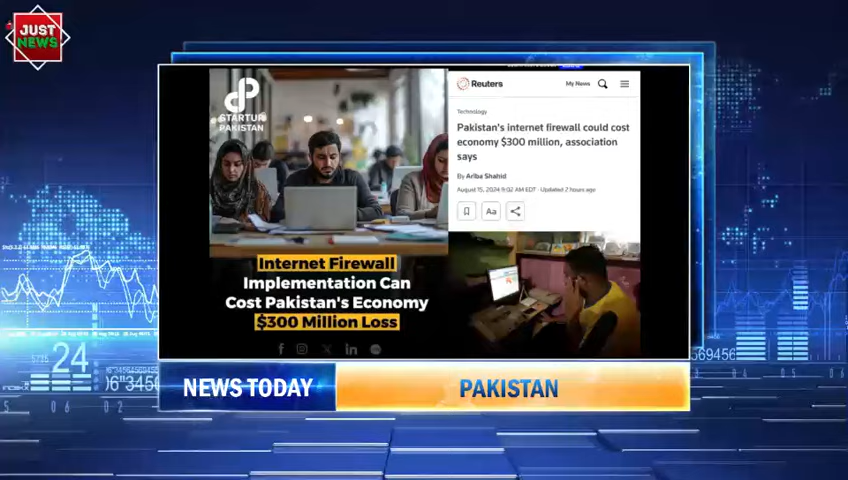 JUST
NEWS
STARTUP
PAKISTAN
Internet Firewall
Implementation Can
Cost Pakistan's Economy
$300 Million Loss
Reuters
My News
Technology
Pakistan's internet firewall could cost
economy $300 million, association
says
By Ariba Shahid
August 15, 2024 11:02 AM EDT · Updated 2 hours ago
Aa
24
NEWS TODAY
PAKISTAN